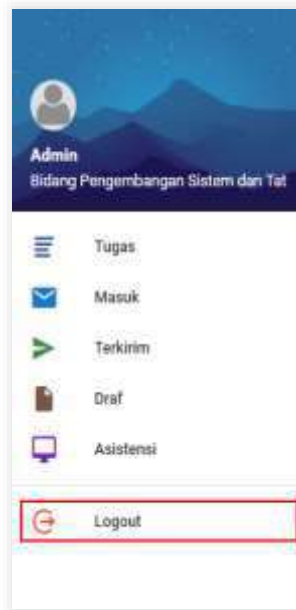 Admin
Bidang Pengembangan Sistem dan Tat
Tugas
Masuk
Terkirim
Draf
Asistensi
Logout